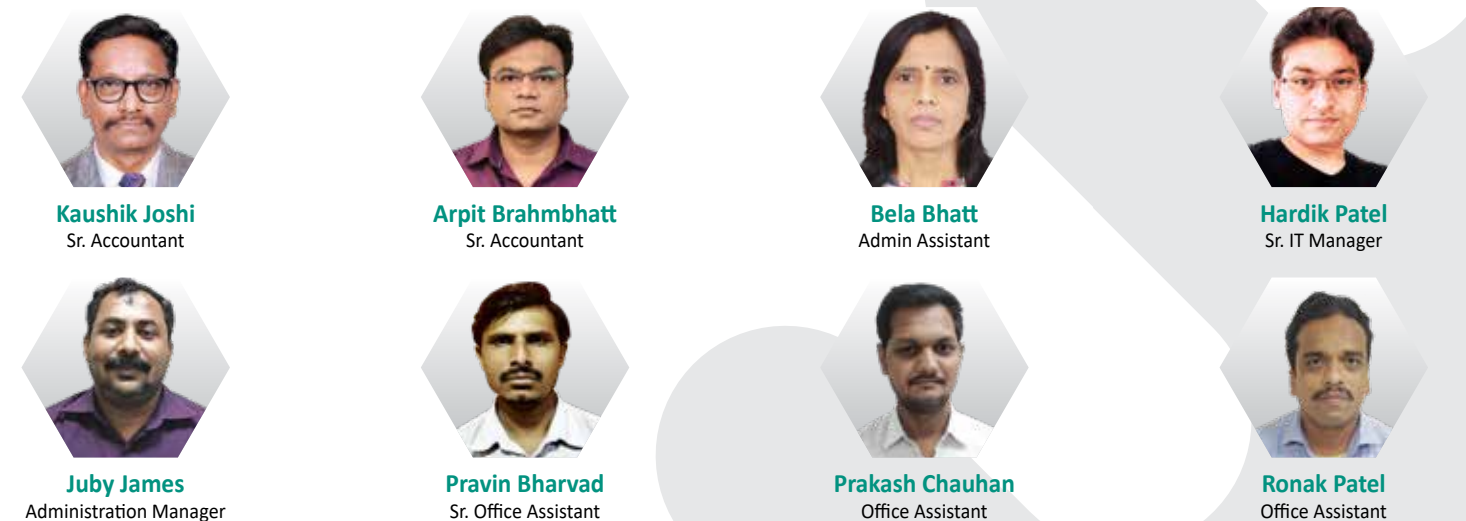 Kaushik Joshi
Sr. Accountant
Arpit Brahmbhatt
Sr. Accountant
Bela Bhatt
Admin Assistant
Hardik Patel
Sr. IT Manager
Juby James
Administration Manager
Pravin Bharvad
Sr. Office Assistant
Prakash Chauhan
Office Assistant
Ronak Patel
Office Assistant